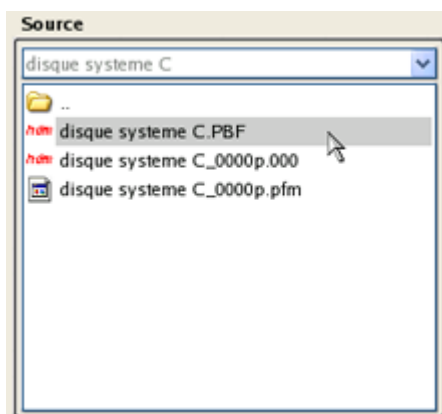 Source
disque systeme C
..
hdm disque systeme C.PBF
hdm disque systeme C_0000p.000
disque systeme C_0000p.pfm